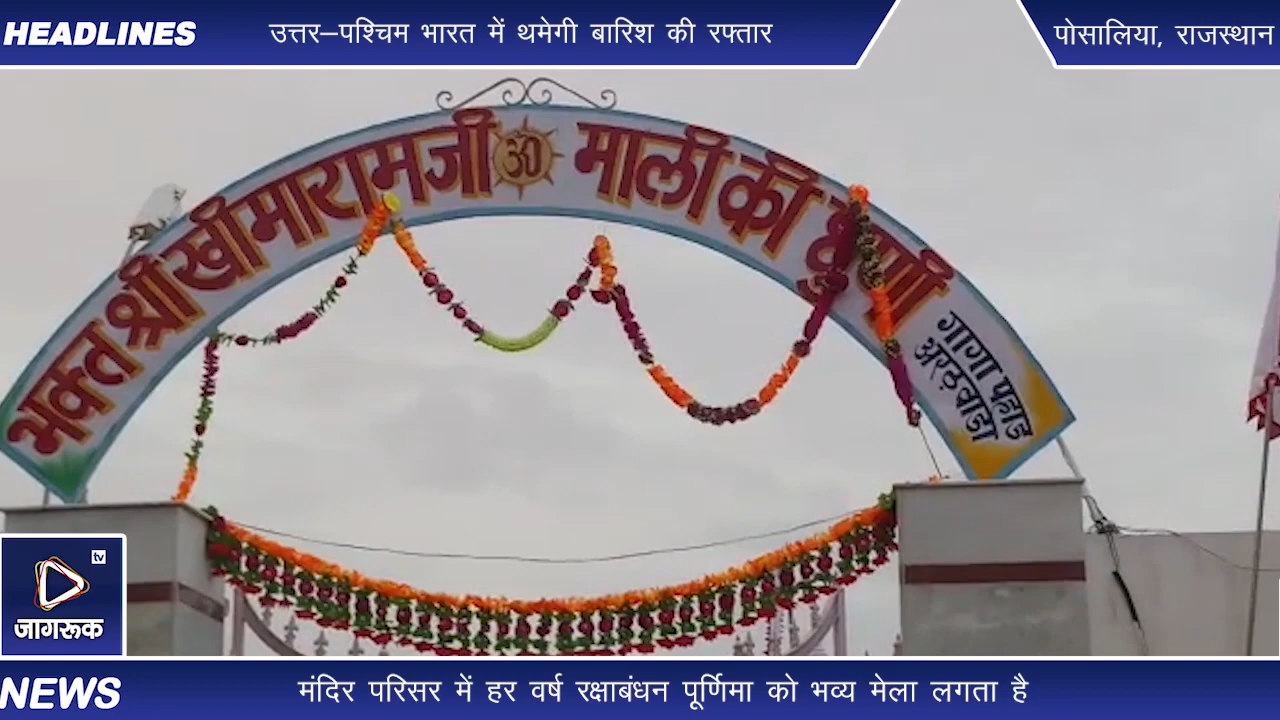 HEADLINES
उत्तर–पश्चिम भारत में थमेगी बारिश की रफ्तार
पोसालिया, राजस्थान
भक्त श्री खीमारामजी ॐ माली की धुणी
गागा पहाड
अरठवाडा
tv
जागरूक
NEWS
मंदिर परिसर में हर वर्ष रक्षाबंधन पूर्णिमा को भव्य मेला लगता है